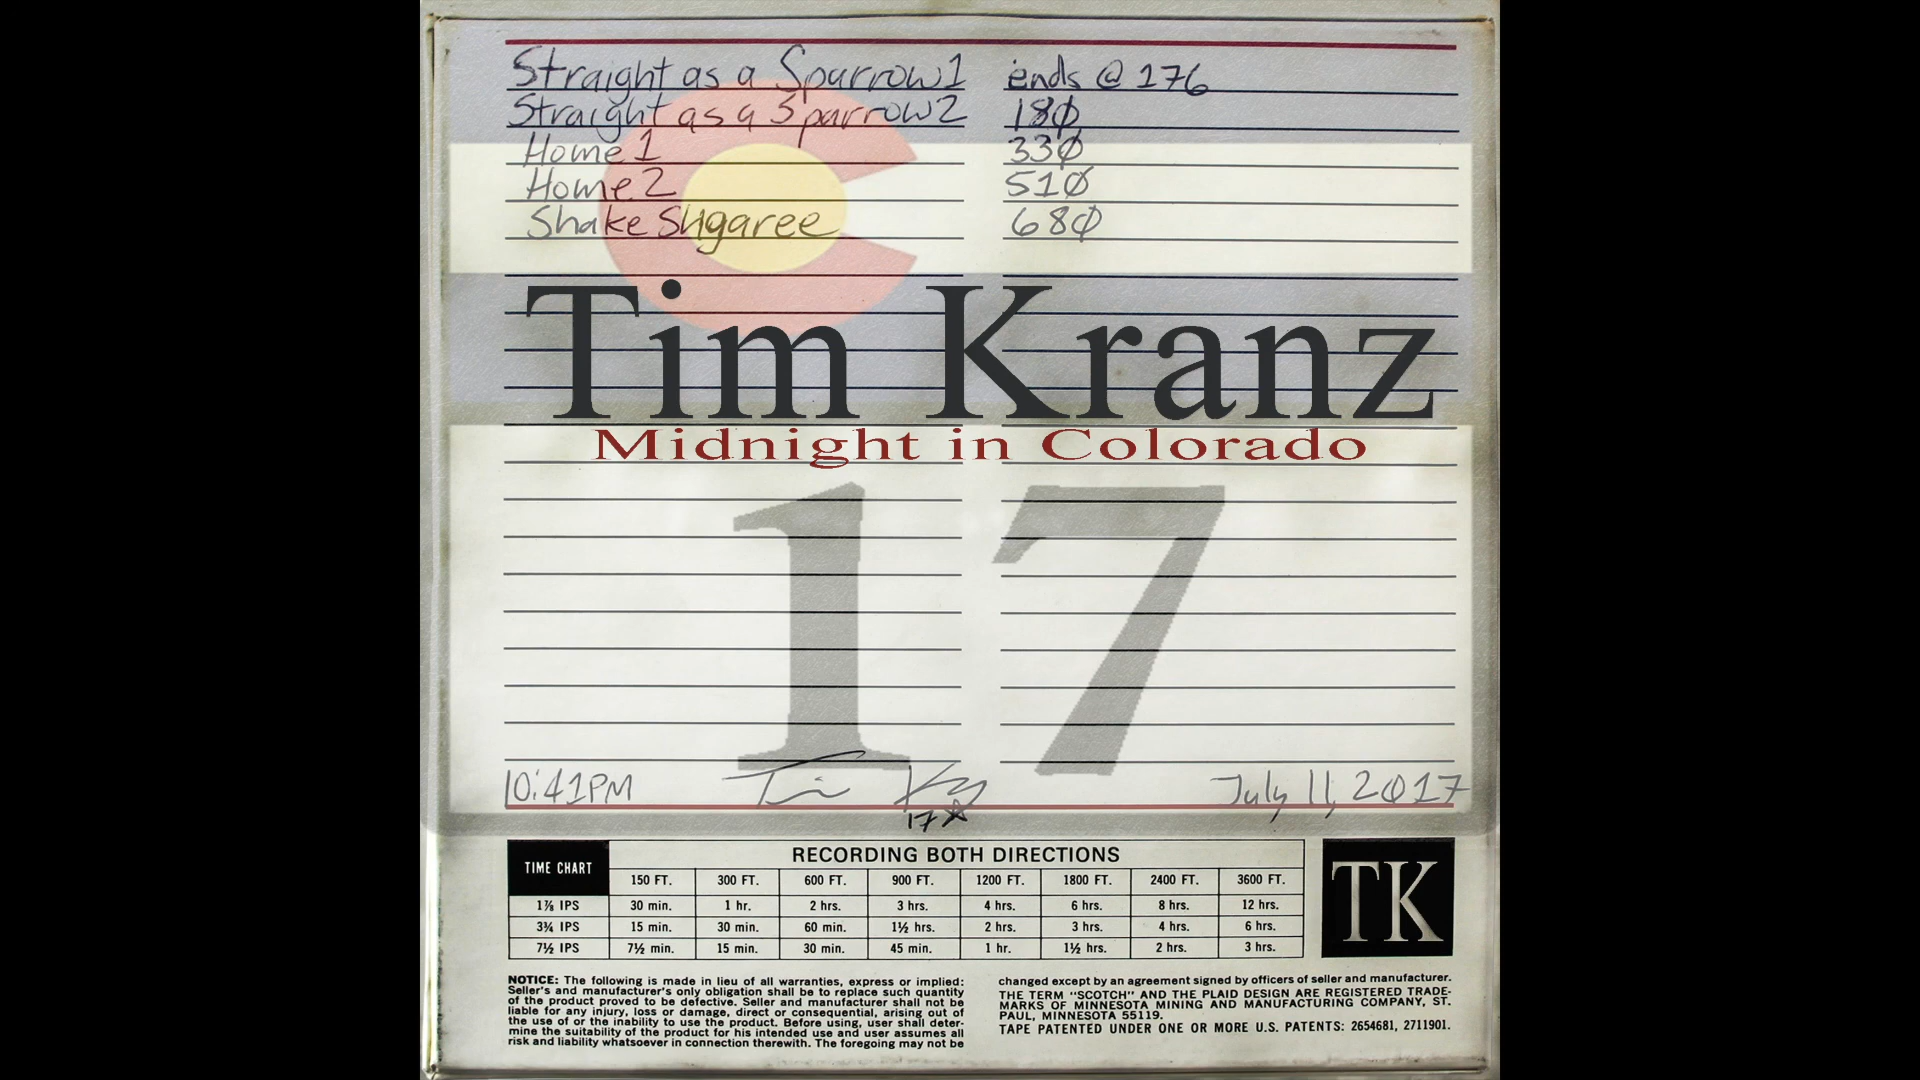 Straight as a Sparrow 1 ends @ 176
Straight as a Sparrow 2 180
Home 1 330
Home 2 510
Shake Sugaree 680
Tim Kranz
Midnight in Colorado
17
10:41PM July 11, 2017
17
TIME CHART RECORDING BOTH DIRECTIONS
150 FT. 300 FT. 600 FT. 900 FT. 1200 FT. 1800 FT. 2400 FT. 3600 FT.
1⅞ IPS 30 min. 1 hr. 2 hrs. 3 hrs. 4 hrs. 6 hrs. 8 hrs. 12 hrs.
3¾ IPS 15 min. 30 min. 60 min. 1½ hrs. 2 hrs. 3 hrs. 4 hrs. 6 hrs.
7½ IPS 7½ min. 15 min. 30 min. 45 min. 1 hr. 1½ hrs. 2 hrs. 3 hrs.
TK
NOTICE: The following is made in lieu of all warranties, express or implied:
Seller's and manufacturer's only obligation shall be to replace such quantity
of the product proved to be defective. Seller and manufacturer shall not be
liable for any injury, loss or damage, direct or consequential, arising out of
the use of or the inability to use the product. Before using, user shall deter-
mine the suitability of the product for his intended use and user assumes all
risk and liability whatsoever in connection therewith. The foregoing may not be
changed except by an agreement signed by officers of seller and manufacturer.
THE TERM "SCOTCH" AND THE PLAID DESIGN ARE REGISTERED TRADE-
MARKS OF MINNESOTA MINING AND MANUFACTURING COMPANY, ST.
PAUL, MINNESOTA 55119.
TAPE PATENTED UNDER ONE OR MORE U.S. PATENTS: 2654681, 2711901.